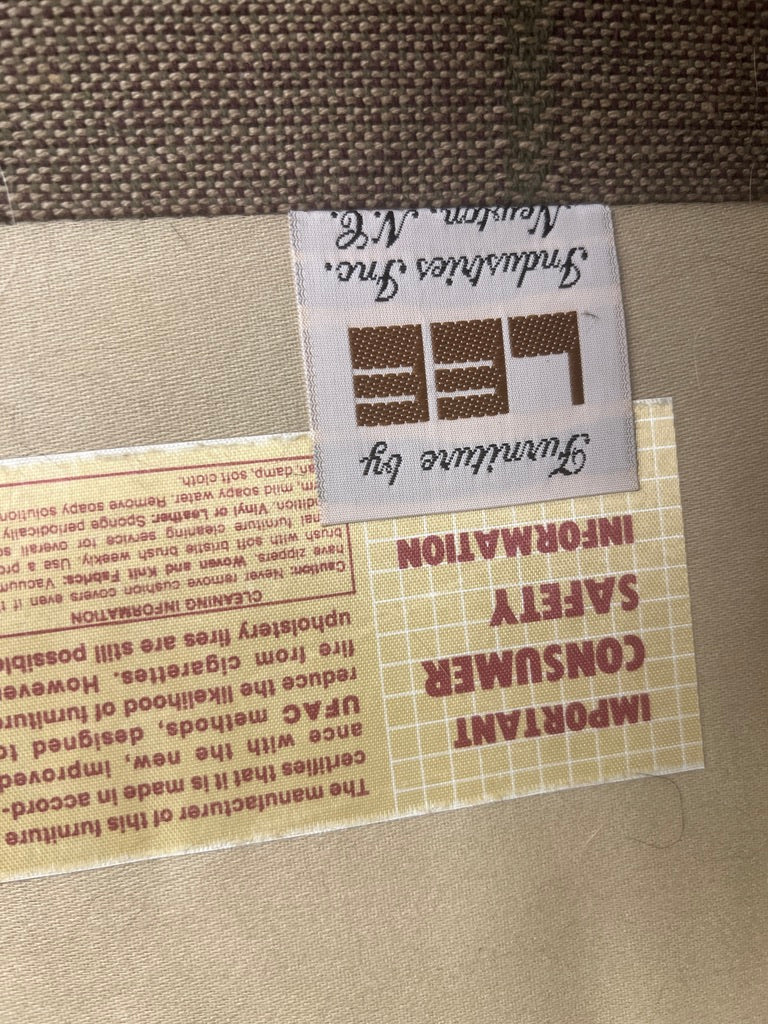 Furniture by
LEE
Industries Inc.
Newton, N.C.
IMPORTANT
CONSUMER
SAFETY
INFORMATION
The manufacturer of this furniture
certifies that it is made in accord-
ance with the new, improved
UFAC methods, designed to
reduce the likelihood of furniture
fire from cigarettes. However
upholstery fires are still possible
CLEANING INFORMATION
Caution: Never remove cushion covers even if
have zippers. Woven and Knit Fabrics: Vacuum
brush with soft bristle brush weekly. Use a
furniture cleaning service for overall
Vinyl or Leather: Sponge periodically
mild soapy water. Remove soapy solution
damp, soft cloth.